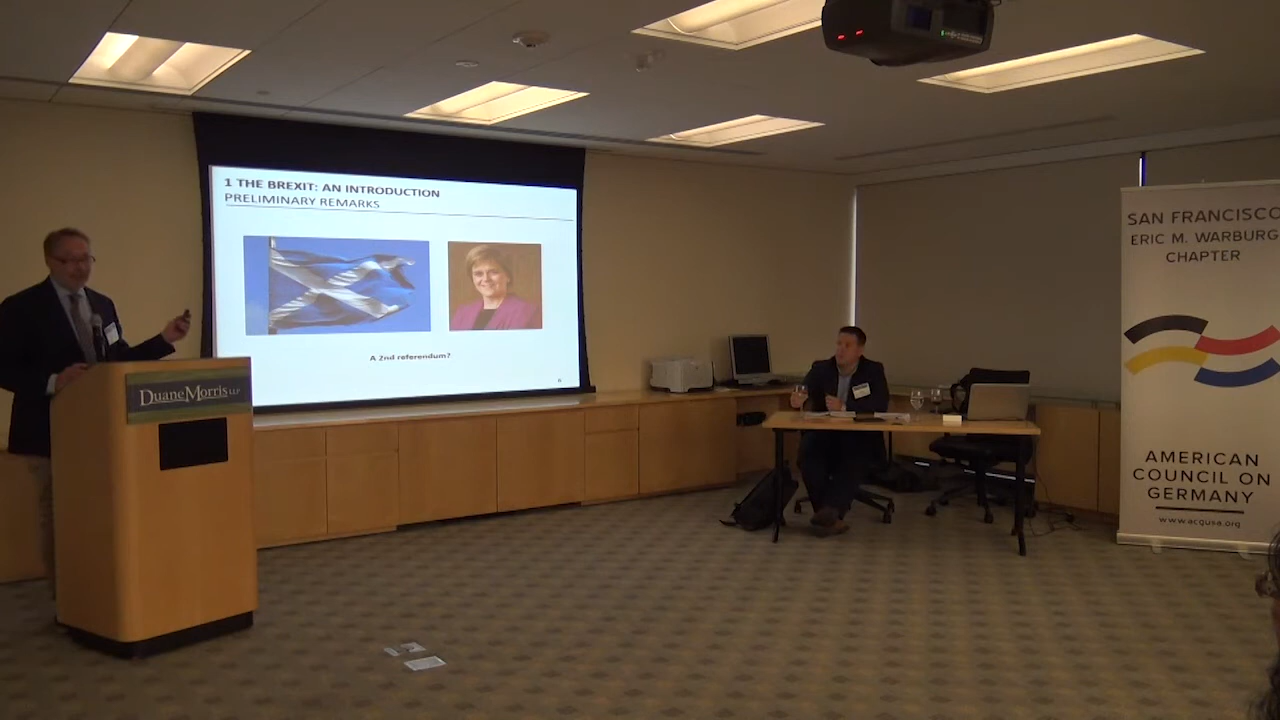 1 THE BREXIT: AN INTRODUCTION
PRELIMINARY REMARKS
A 2nd referendum?
DuaneMorris LLP
SAN FRANCISCO
ERIC M. WARBURG
CHAPTER
AMERICAN
COUNCIL ON
GERMANY
www.acgusa.org